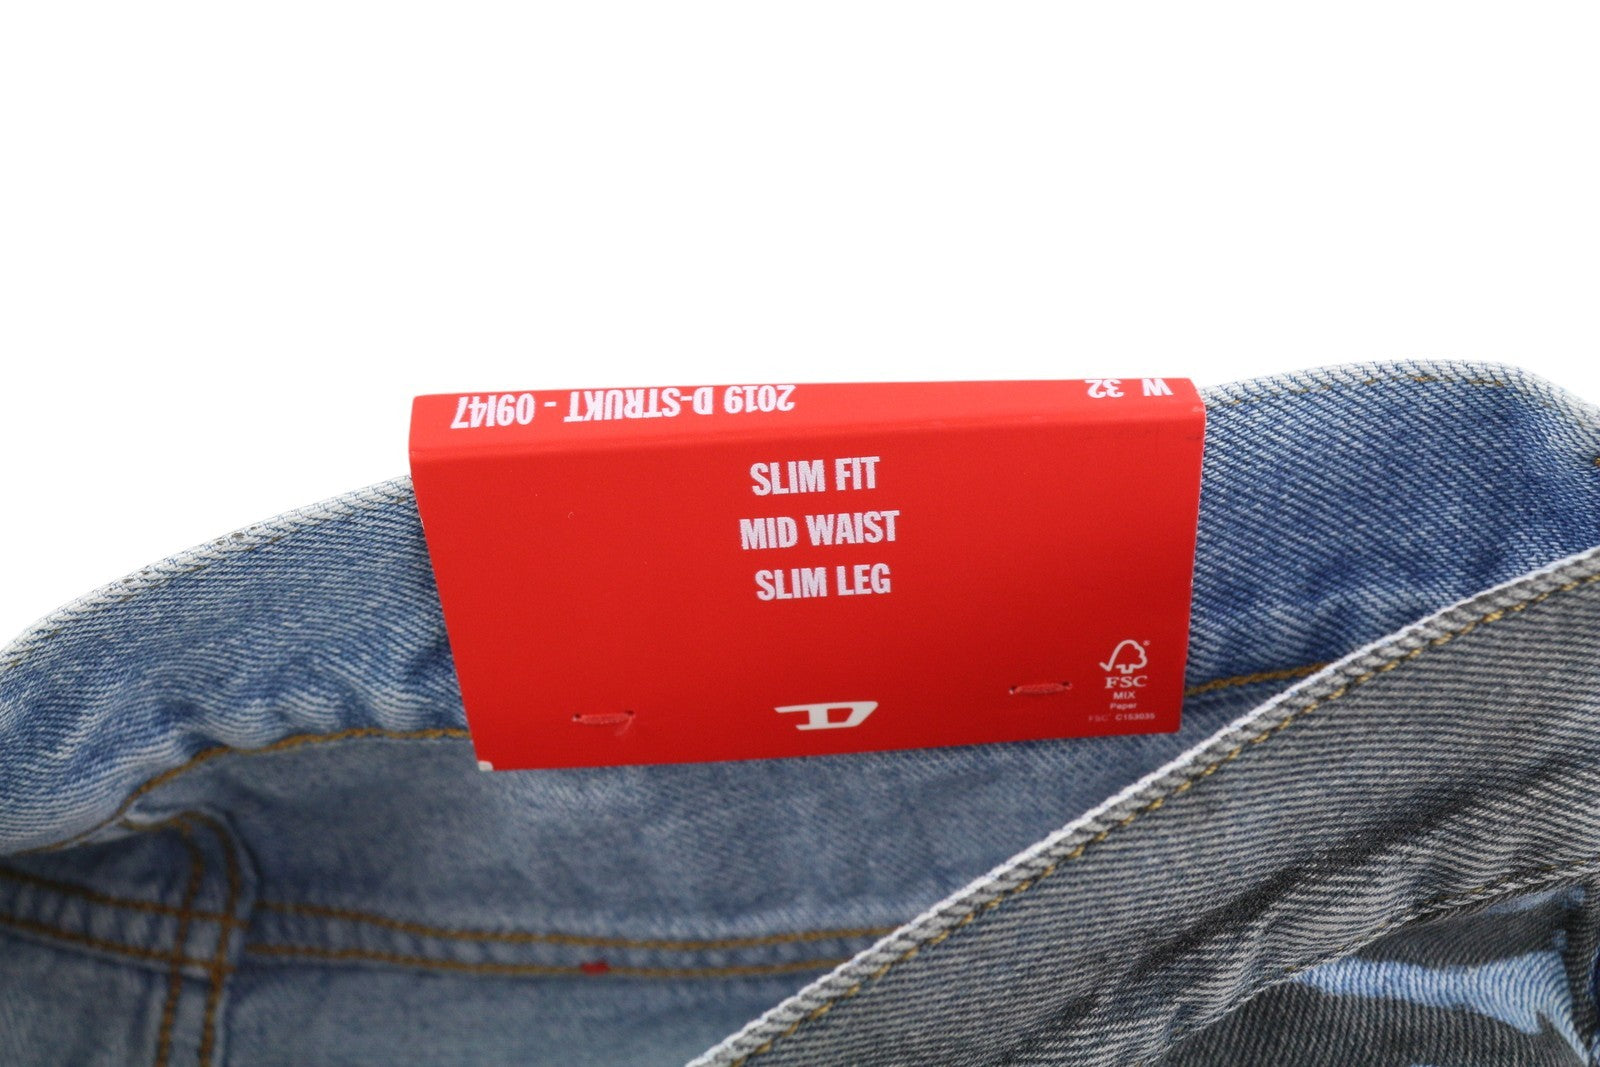 2019 D-STRUKT - 09I47
W 32
SLIM FIT
MID WAIST
SLIM LEG
FSC
MIX
Paper
FSC® C153035